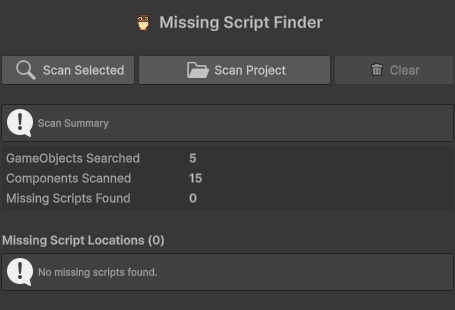 Missing Script Finder
Scan Selected
Scan Project
Clear
Scan Summary
GameObjects Searched 5
Components Scanned 15
Missing Scripts Found 0
Missing Script Locations (0)
No missing scripts found.